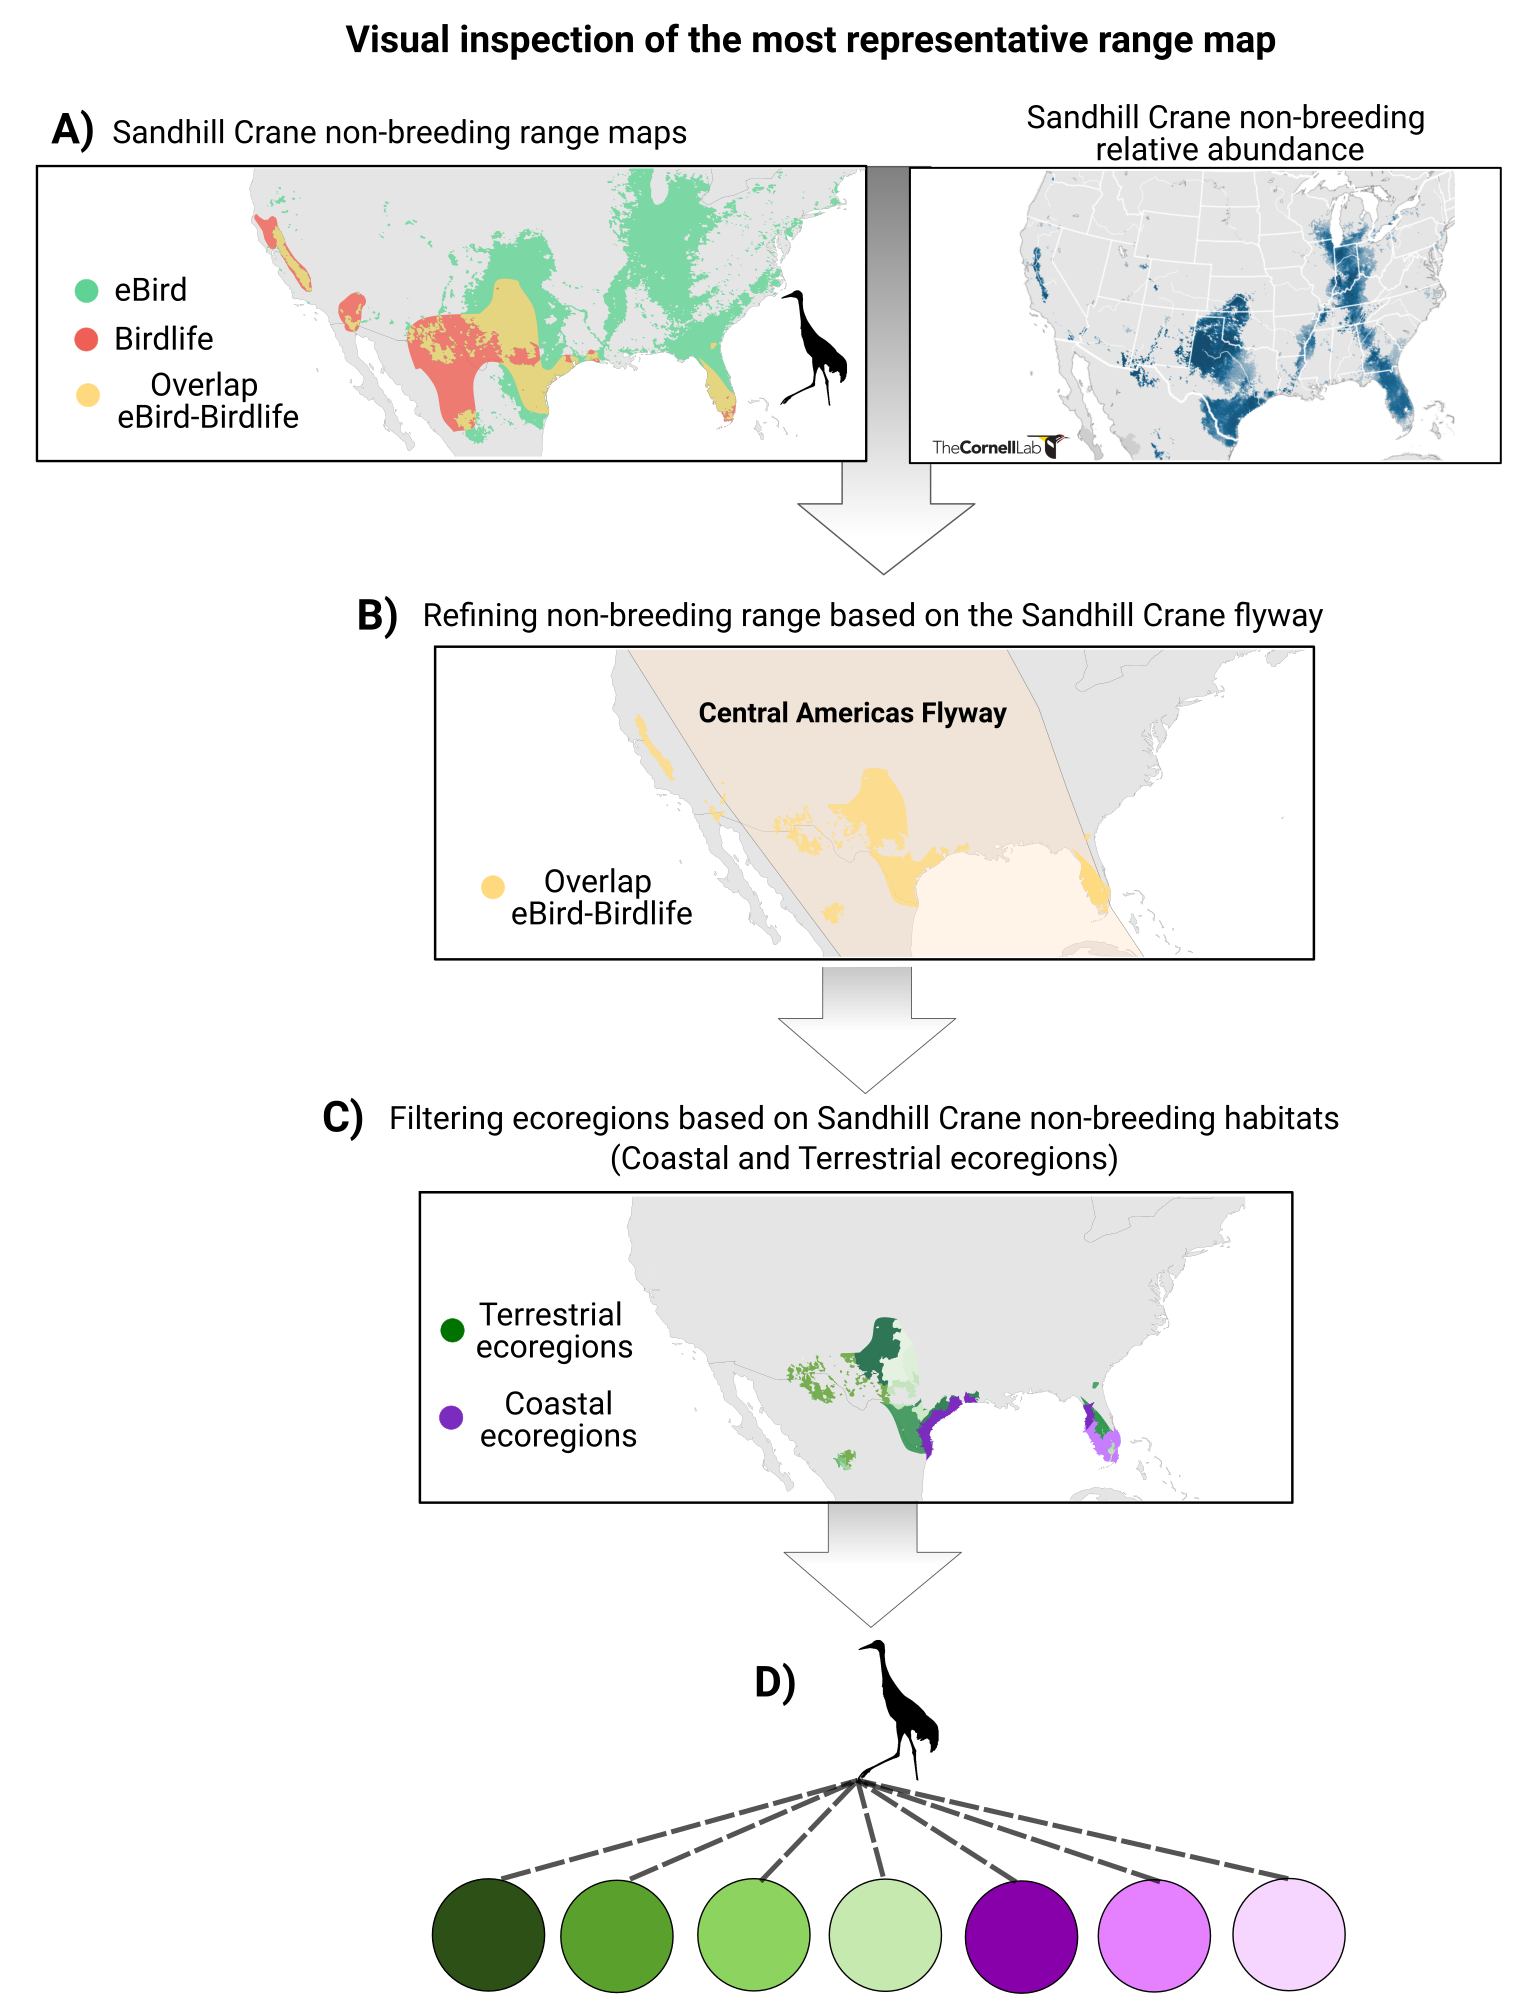 Visual inspection of the most representative range map
A) Sandhill Crane non-breeding range maps
Sandhill Crane non-breeding
relative abundance
eBird
Birdlife
Overlap
eBird-Birdlife
TheCornellLab
B) Refining non-breeding range based on the Sandhill Crane flyway
Central Americas Flyway
Overlap
eBird-Birdlife
C) Filtering ecoregions based on Sandhill Crane non-breeding habitats
(Coastal and Terrestrial ecoregions)
Terrestrial
ecoregions
Coastal
ecoregions
D)